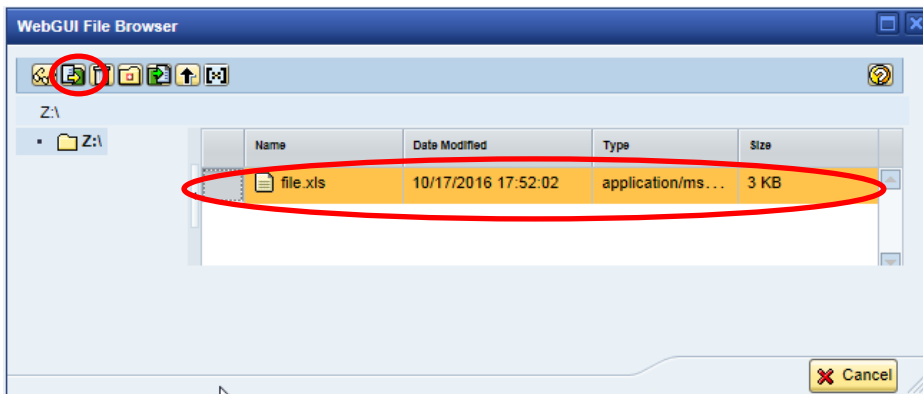 WebGUI File Browser
Z:\
Z:\
Name Date Modified Type Size
file.xls 10/17/2016 17:52:02 application/ms... 3 KB
Cancel